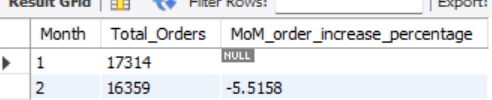 Result Grid Filter Rows: Export:
Month Total_Orders MoM_order_increase_percentage
1 17314 NULL
2 16359 -5.5158